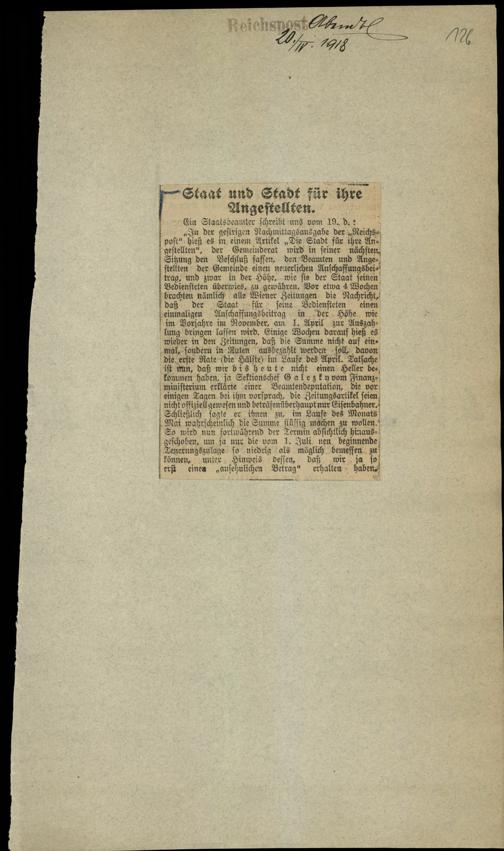 Reichspost Abendbl
20./IV. 1918
126
Staat und Stadt für ihre
Angestellten.
Ein Staatsbeamter schreibt uns vom 19. d.:
„In der gestrigen Nachmittagsausgabe der „Reichs-
post“ hieß es in einem Artikel „Die Stadt für ihre An-
gestellten“, der Gemeinderat wird in seiner nächsten
Sitzung den Beschluß fassen, den Beamten und Ange-
stellten der Gemeinde einen neuerlichen Anschaffungsbei-
trag, und zwar in der Höhe, wie sie der Staat seinen
Bediensteten überwies, zu gewähren. Vor etwa 4 Wochen
brachten nämlich alle Wiener Zeitungen die Nachricht,
daß der Staat für seine Bediensteten einen
einmaligen Anschaffungsbeitrag in der Höhe wie
im Vorjahre im November, am 1. April zur Auszah-
lung bringen lassen wird. Einige Wochen darauf hieß es
wieder in den Zeitungen, daß die Summe nicht auf ein-
mal, sondern in Raten ausbezahlt werden soll, davon
die erste Rate (die Hälfte) im Laufe des April. Tatsache
ist nun, daß wir bis heute nicht einen Heller be-
kommen haben, ja Sektionschef Galezky vom Finanz-
ministerium erklärte einer Beamtendeputation, die vor
einigen Tagen bei ihm vorsprach, die Zeitungsartikel seien
nicht offiziell gewesen und beträfen überhaupt nur Eisenbahner.
Schließlich sagte er ihnen zu, im Laufe des Monats
Mai wahrscheinlich die Summe flüssig machen zu wollen.
So wird nun fortwährend der Termin absichtlich hinaus-
geschoben, um ja nur die vom 1. Juli neu beginnende
Teuerungszulage so niedrig als möglich bemessen zu
können, unter Hinweis dessen, daß wir ja so
erst einen „ansehnlichen Betrag“ erhalten haben.